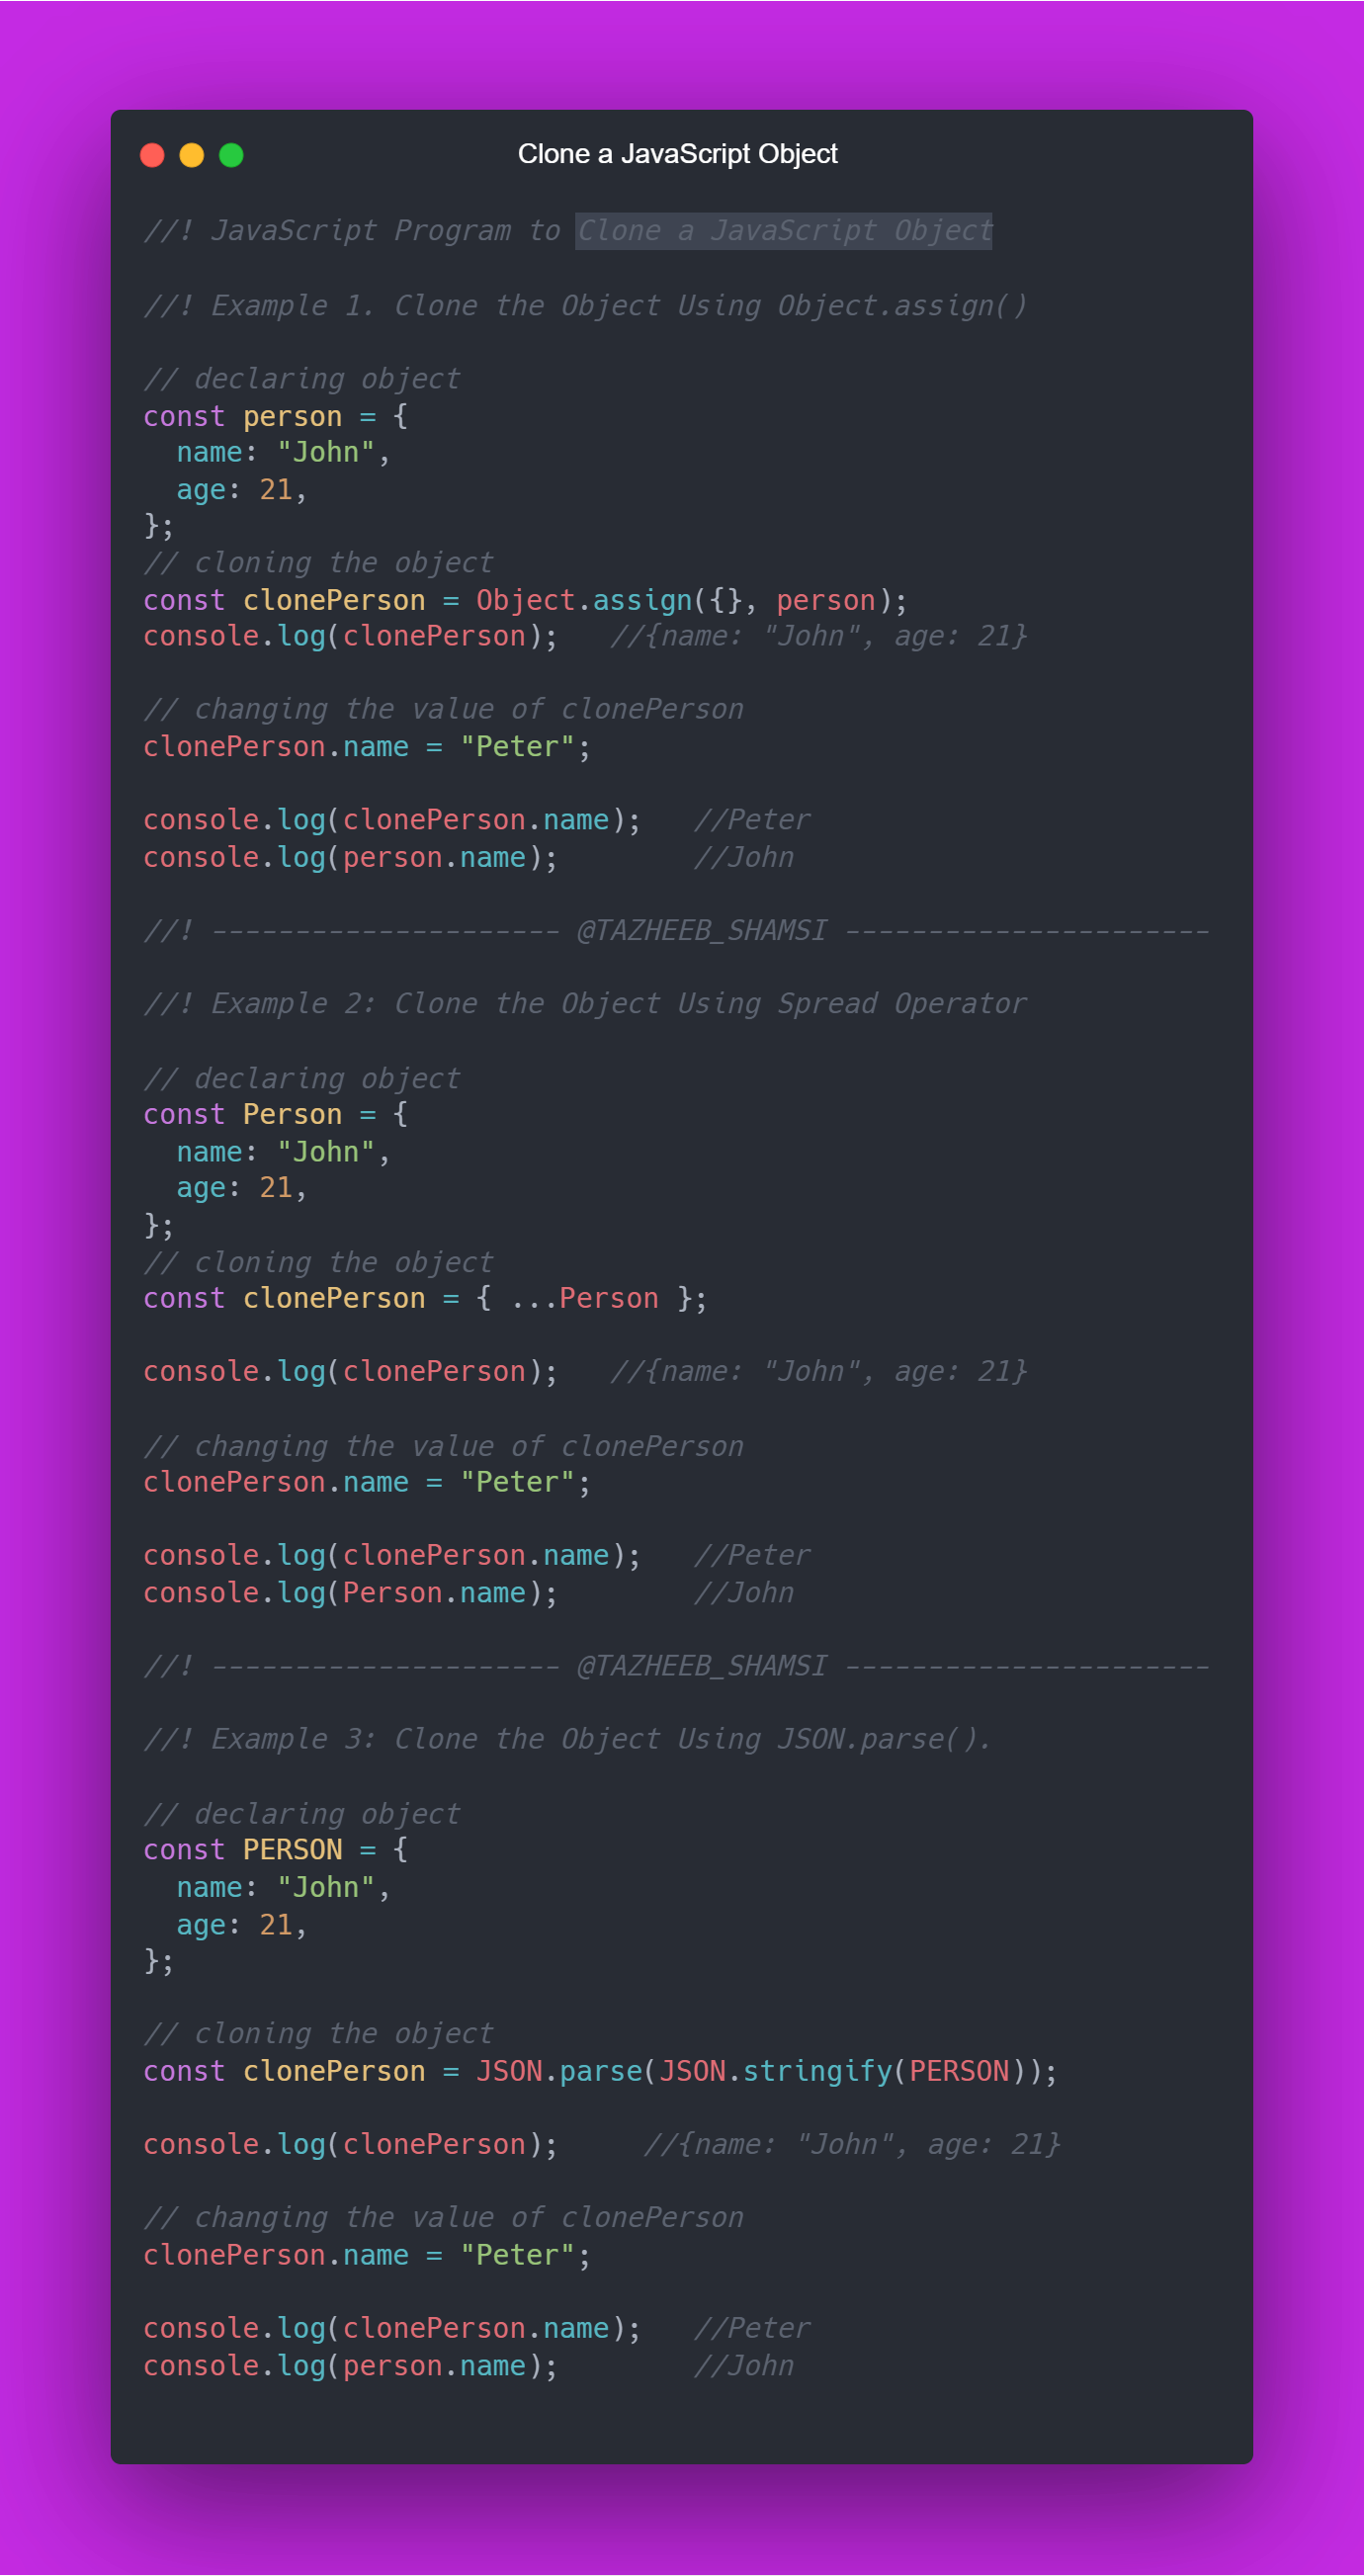 Clone a JavaScript Object
//! JavaScript Program to Clone a JavaScript Object
//! Example 1. Clone the Object Using Object.assign()
// declaring object
const person = {
  name: "John",
  age: 21,
};
// cloning the object
const clonePerson = Object.assign({}, person);
console.log(clonePerson);   //{name: "John", age: 21}
// changing the value of clonePerson
clonePerson.name = "Peter";
console.log(clonePerson.name);   //Peter
console.log(person.name);        //John
//! --------------------- @TAZHEEB_SHAMSI ----------------------
//! Example 2: Clone the Object Using Spread Operator
// declaring object
const Person = {
  name: "John",
  age: 21,
};
// cloning the object
const clonePerson = { ...Person };
console.log(clonePerson);   //{name: "John", age: 21}
// changing the value of clonePerson
clonePerson.name = "Peter";
console.log(clonePerson.name);   //Peter
console.log(Person.name);        //John
//! --------------------- @TAZHEEB_SHAMSI ----------------------
//! Example 3: Clone the Object Using JSON.parse().
// declaring object
const PERSON = {
  name: "John",
  age: 21,
};
// cloning the object
const clonePerson = JSON.parse(JSON.stringify(PERSON));
console.log(clonePerson);     //{name: "John", age: 21}
// changing the value of clonePerson
clonePerson.name = "Peter";
console.log(clonePerson.name);   //Peter
console.log(person.name);        //John